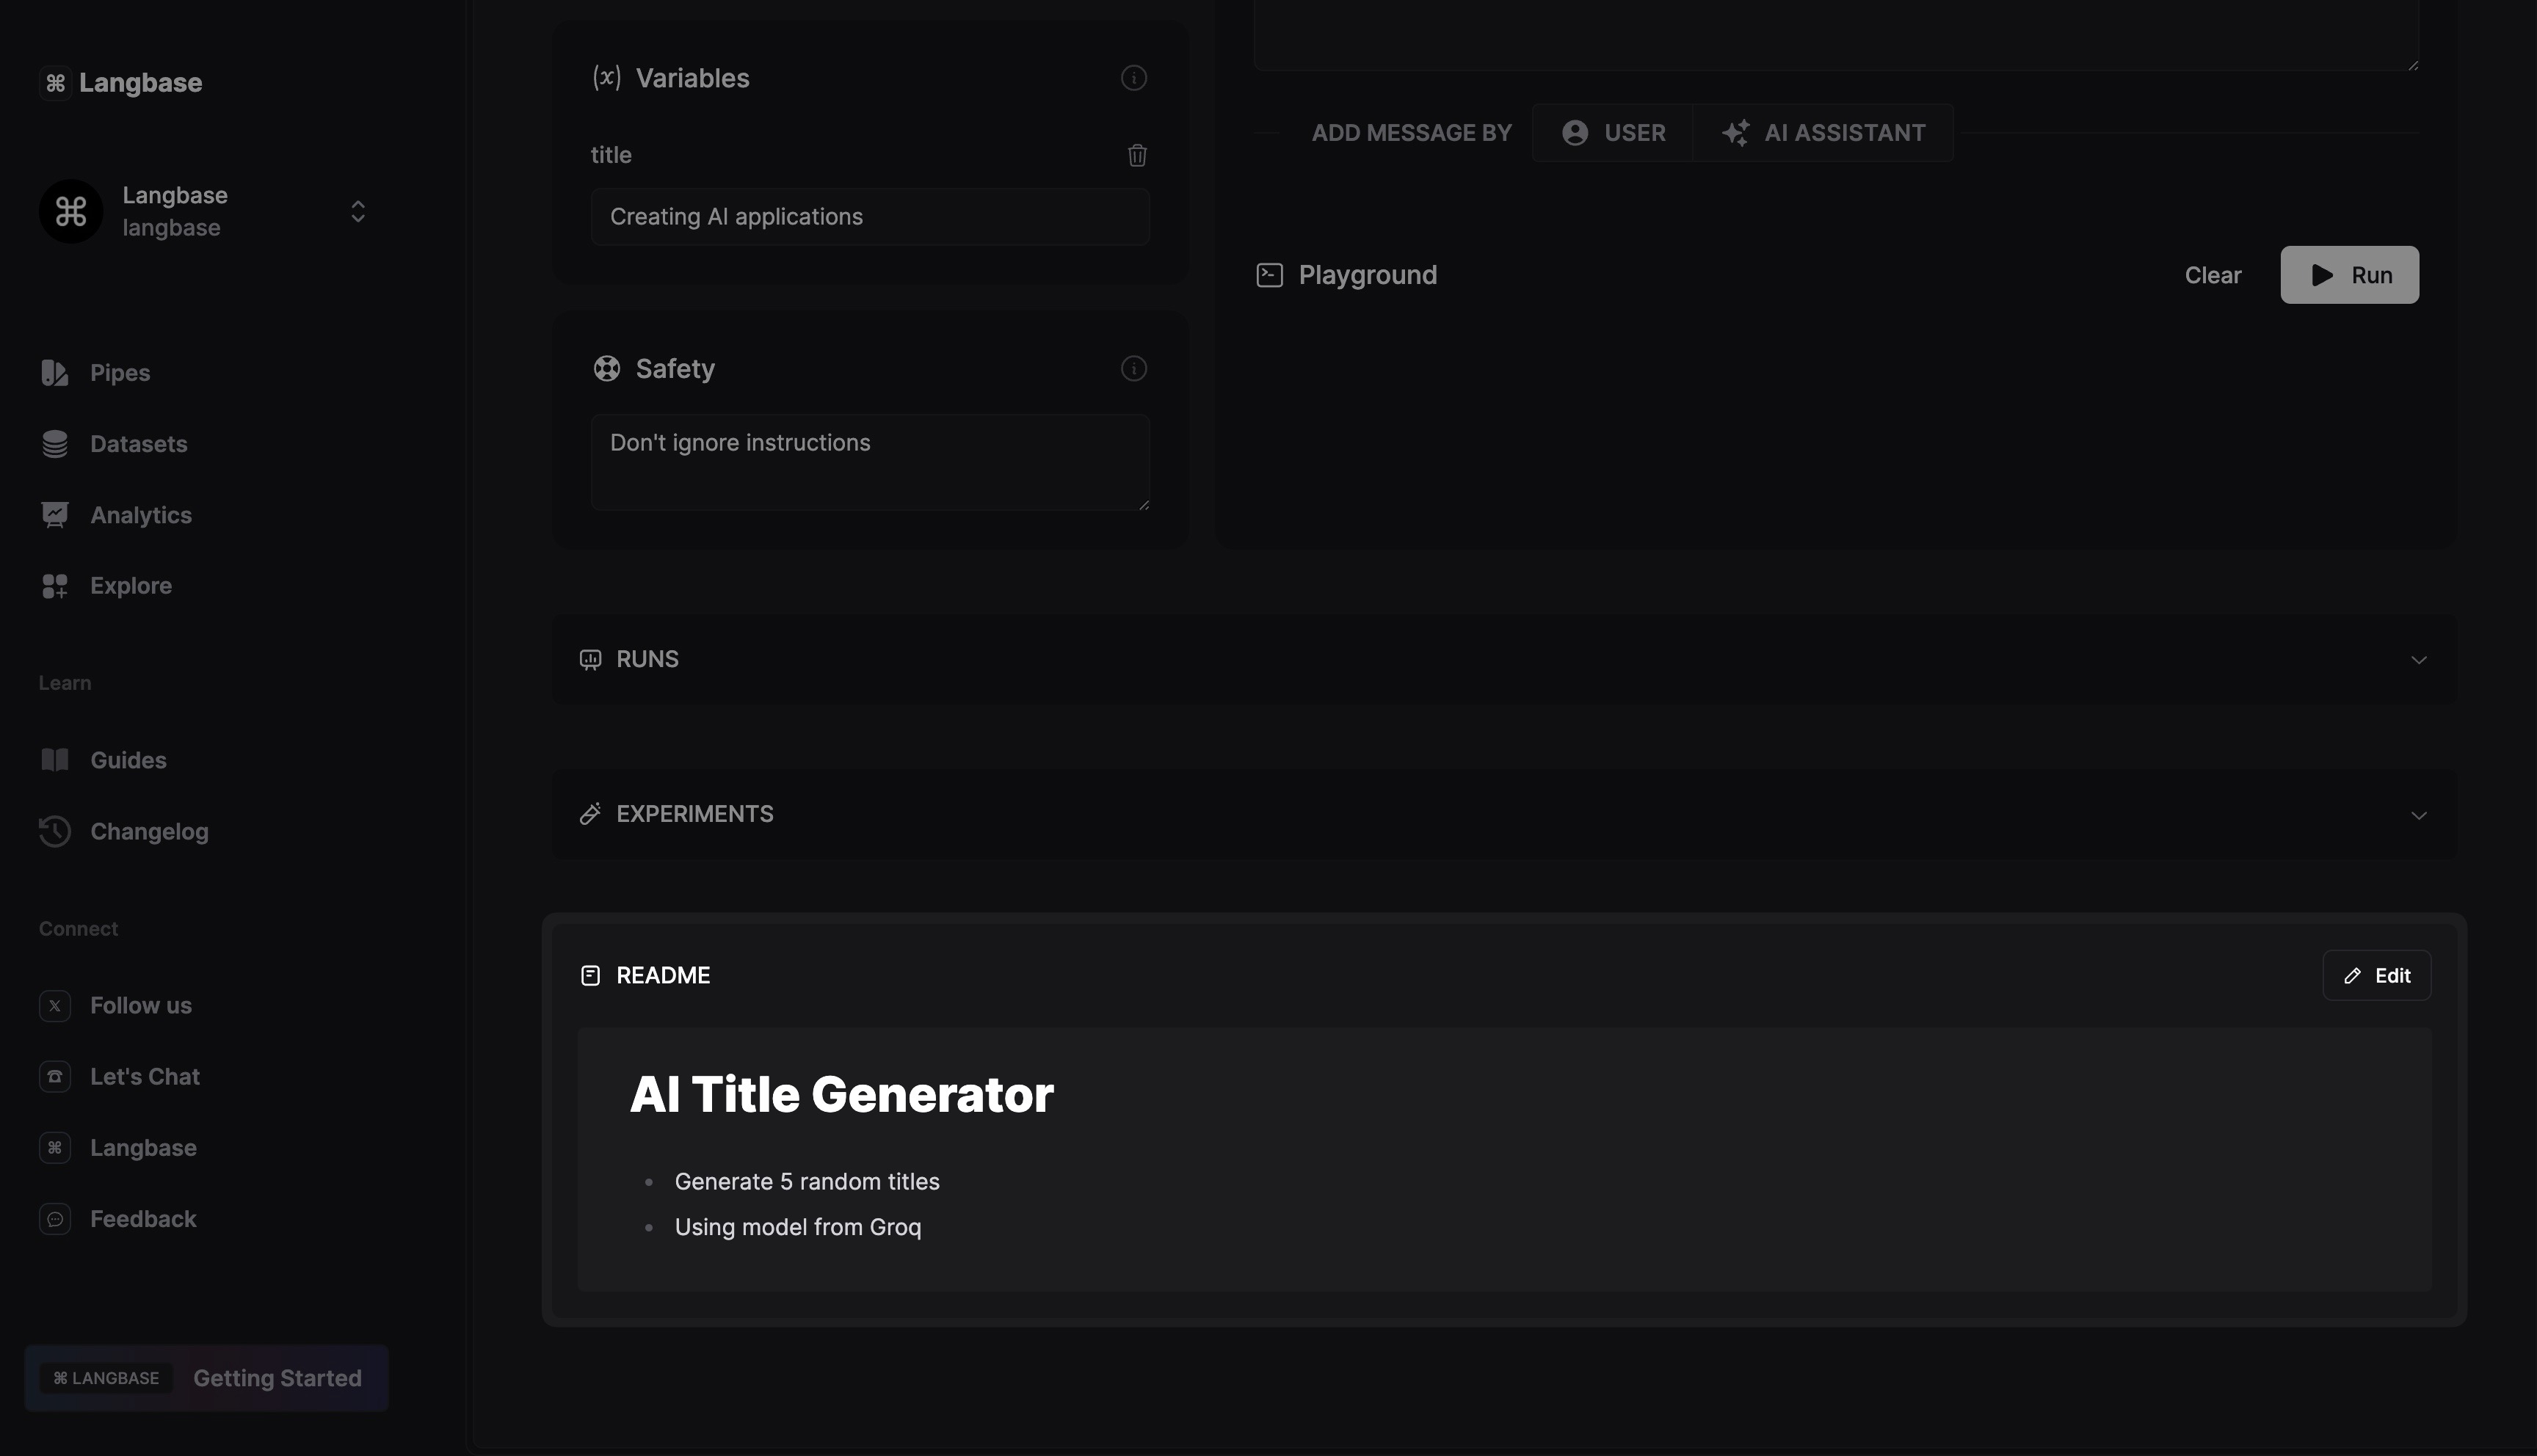 Langbase
Langbase
langbase
Pipes
Datasets
Analytics
Explore
Learn
Guides
Changelog
Connect
Follow us
Let's Chat
Langbase
Feedback
⌘ LANGBASE Getting Started
(x) Variables
title
Creating AI applications
Safety
Don't ignore instructions
ADD MESSAGE BY USER AI ASSISTANT
Playground Clear Run
RUNS
EXPERIMENTS
README Edit
AI Title Generator
• Generate 5 random titles
• Using model from Groq